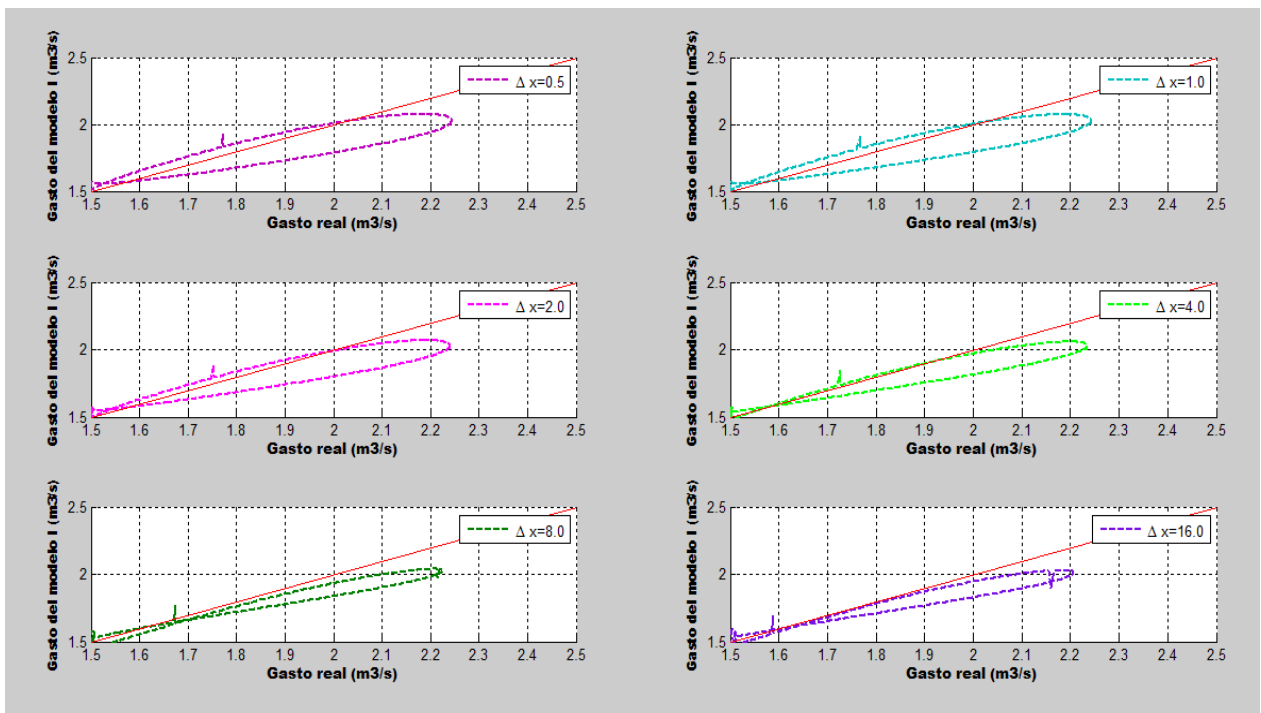 Gasto del modelo I (m3/s)
2.5
2
1.5
Δ x=0.5
1.5 1.6 1.7 1.8 1.9 2 2.1 2.2 2.3 2.4 2.5
Gasto real (m3/s)
Gasto del modelo I (m3/s)
2.5
2
1.5
Δ x=1.0
1.5 1.6 1.7 1.8 1.9 2 2.1 2.2 2.3 2.4 2.5
Gasto real (m3/s)
Gasto del modelo I (m3/s)
2.5
2
1.5
Δ x=2.0
1.5 1.6 1.7 1.8 1.9 2 2.1 2.2 2.3 2.4 2.5
Gasto real (m3/s)
Gasto del modelo I (m3/s)
2.5
2
1.5
Δ x=4.0
1.5 1.6 1.7 1.8 1.9 2 2.1 2.2 2.3 2.4 2.5
Gasto real (m3/s)
Gasto del modelo I (m3/s)
2.5
2
1.5
Δ x=8.0
1.5 1.6 1.7 1.8 1.9 2 2.1 2.2 2.3 2.4 2.5
Gasto real (m3/s)
Gasto del modelo I (m3/s)
2.5
2
1.5
Δ x=16.0
1.5 1.6 1.7 1.8 1.9 2 2.1 2.2 2.3 2.4 2.5
Gasto real (m3/s)